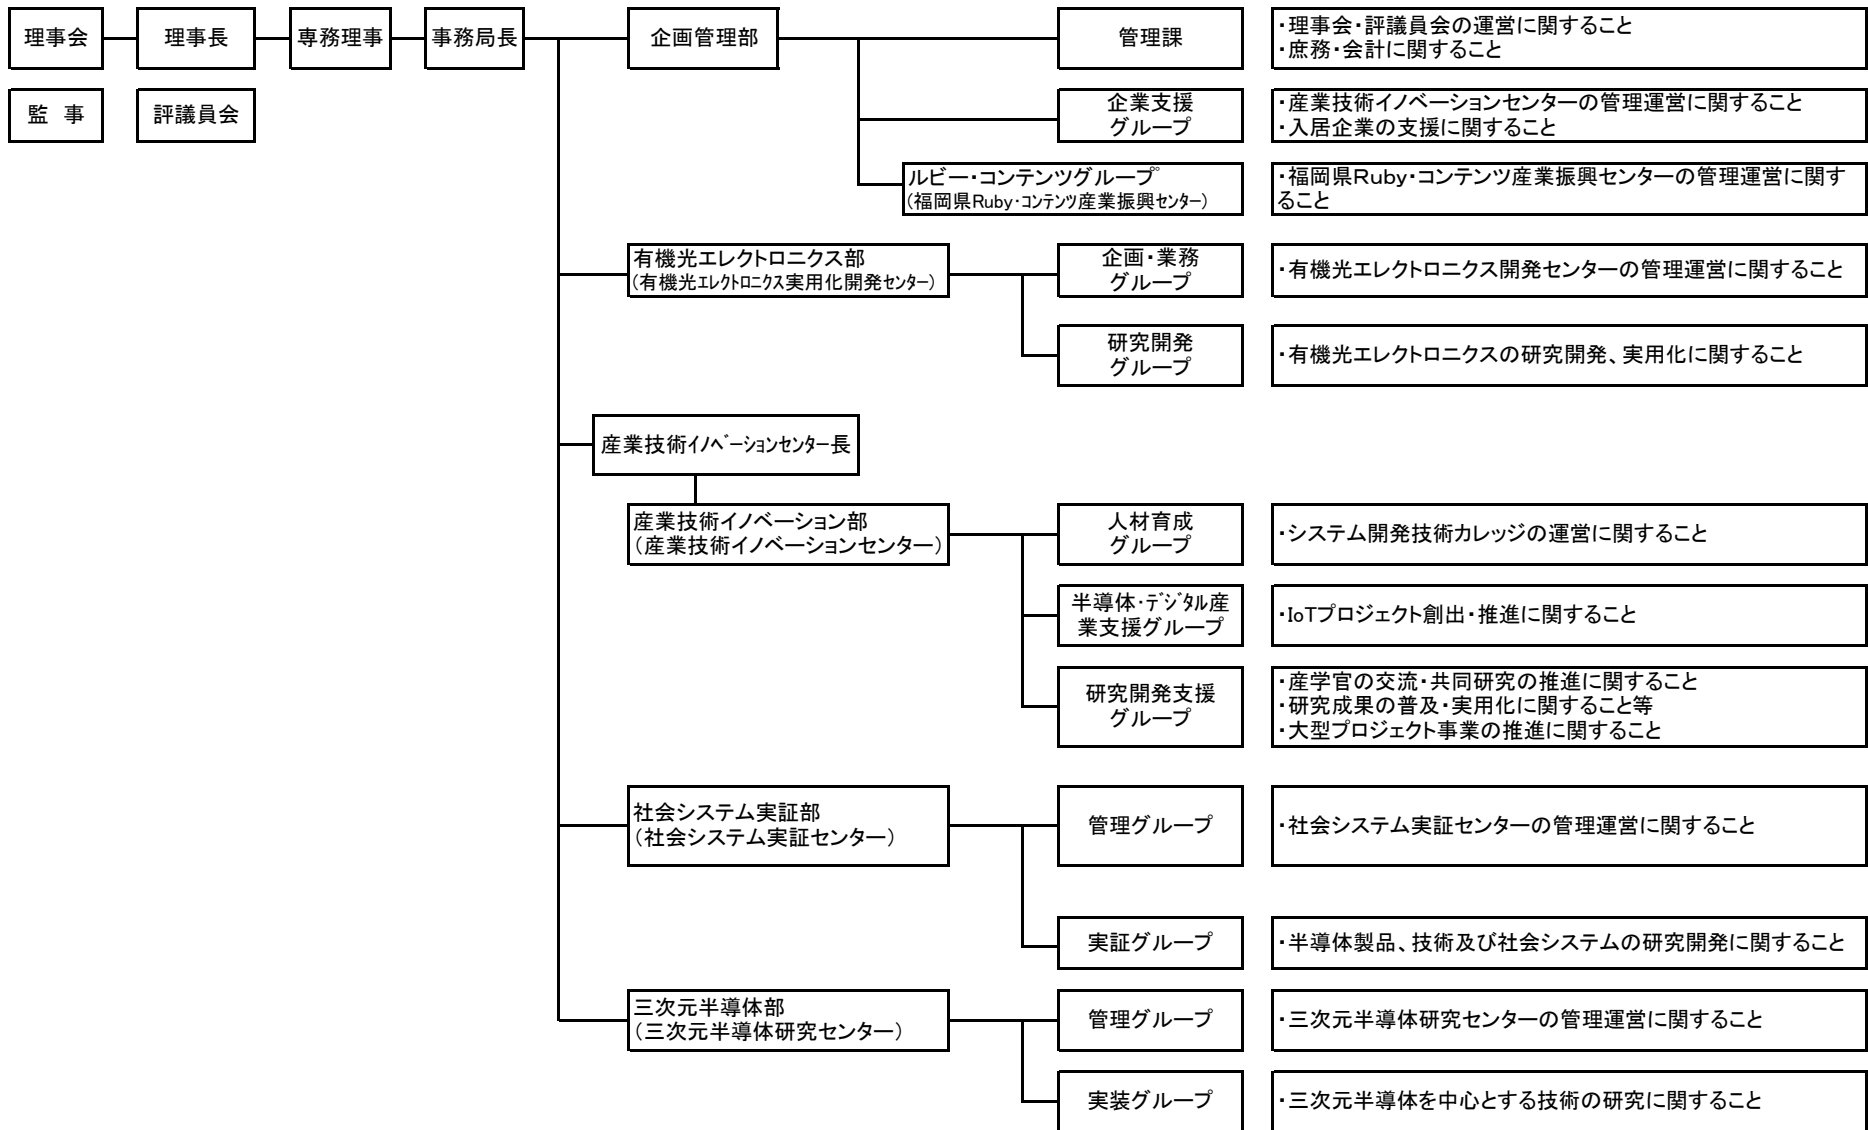 理事会
理事長
専務理事
事務局長
企画管理部
管理課
・理事会・評議員会の運営に関すること
・庶務・会計に関すること
監　事
評議員会
企業支援
グループ
・産業技術イノベーションセンターの管理運営に関すること
・入居企業の支援に関すること
ルビー・コンテンツグループ
(福岡県Ruby・ｺﾝﾃﾝﾂ産業振興ｾﾝﾀｰ)
・福岡県Ruby・コンテンツ産業振興センターの管理運営に関す
ること
有機光エレクトロニクス部
(有機光ｴﾚｸﾄﾛﾆｸｽ実用化開発センター)
企画・業務
グループ
・有機光エレクトロニクス開発センターの管理運営に関すること
研究開発
グループ
・有機光エレクトロニクスの研究開発、実用化に関すること
産業技術ｲﾉﾍﾞｰｼｮﾝｾﾝﾀｰ長
産業技術イノベーション部
（産業技術イノベーションセンター）
人材育成
グループ
・システム開発技術カレッジの運営に関すること
半導体・ﾃﾞｼﾞﾀﾙ産
業支援グループ
・IoTプロジェクト創出・推進に関すること
研究開発支援
グループ
・産学官の交流・共同研究の推進に関すること
・研究成果の普及・実用化に関すること等
・大型プロジェクト事業の推進に関すること
社会システム実証部
（社会システム実証センター）
管理グループ
・社会システム実証センターの管理運営に関すること
実証グループ
・半導体製品、技術及び社会システムの研究開発に関すること
三次元半導体部
（三次元半導体研究センター）
管理グループ
・三次元半導体研究センターの管理運営に関すること
実装グループ
・三次元半導体を中心とする技術の研究に関すること